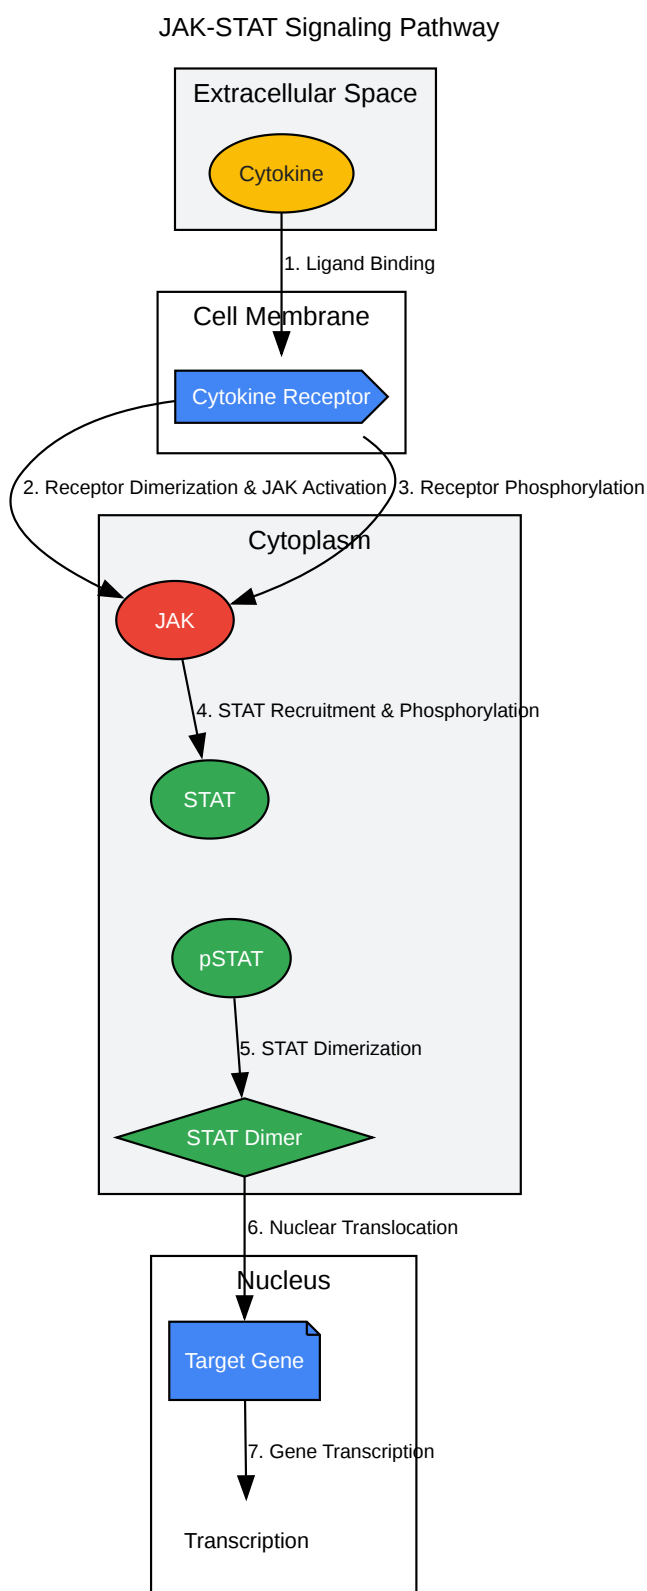 JAK-STAT Signaling Pathway
Extracellular Space
Cytokine
1. Ligand Binding
Cell Membrane
Cytokine Receptor
2. Receptor Dimerization & JAK Activation
3. Receptor Phosphorylation
Cytoplasm
JAK
4. STAT Recruitment & Phosphorylation
STAT
pSTAT
5. STAT Dimerization
STAT Dimer
6. Nuclear Translocation
Nucleus
Target Gene
7. Gene Transcription
Transcription